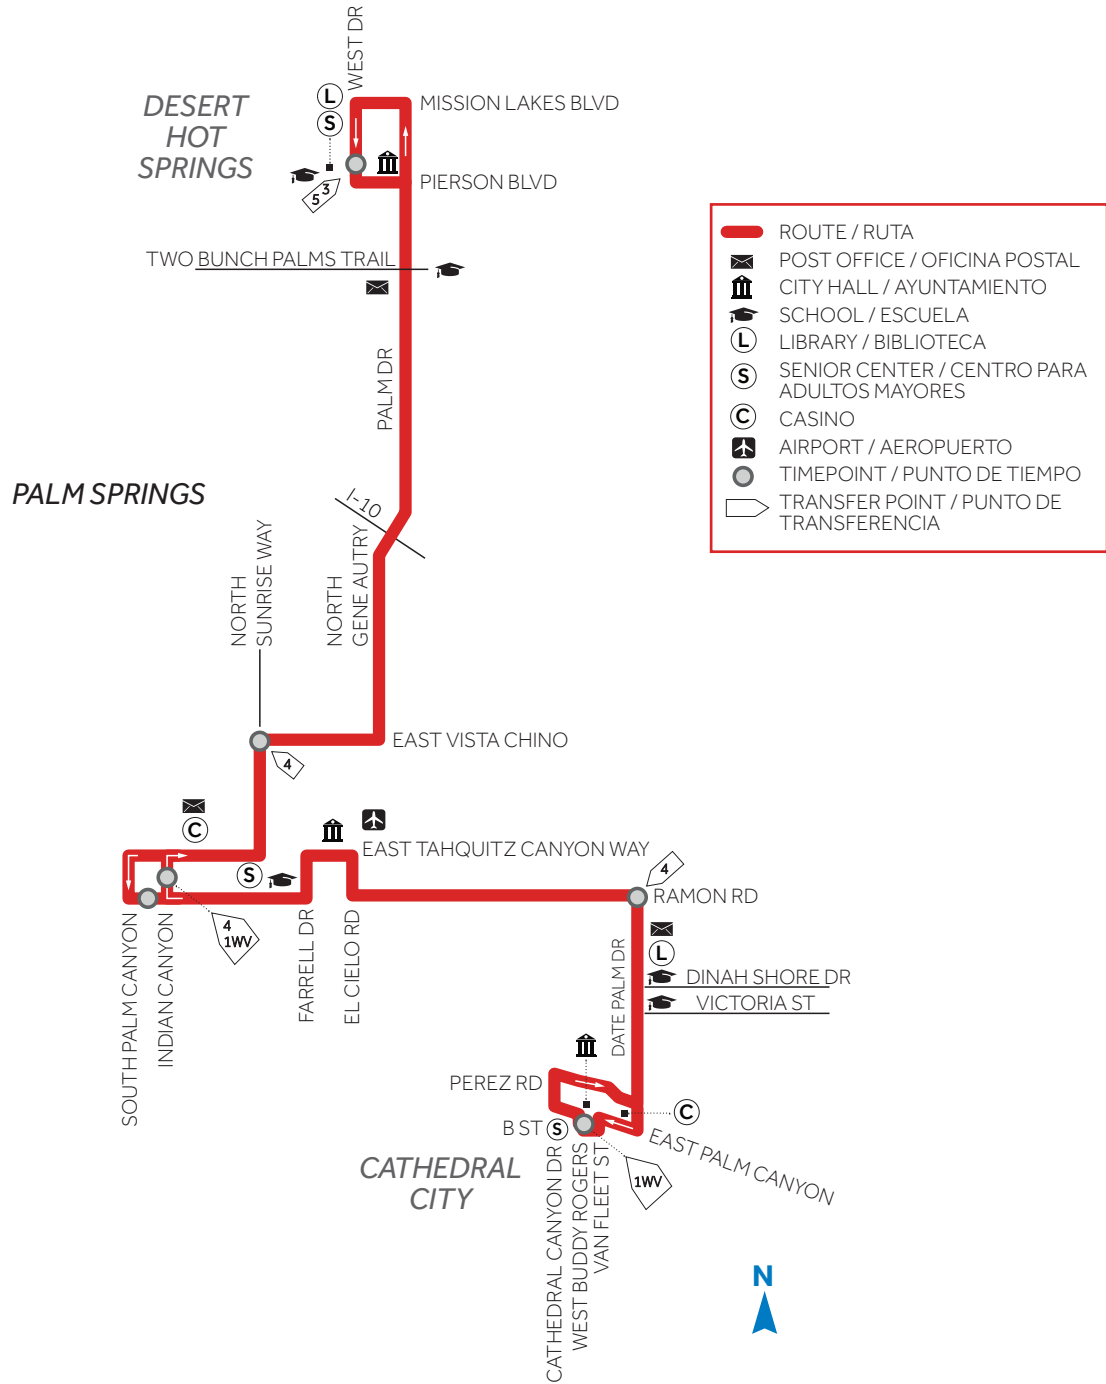 WEST DR
DESERT
HOT
SPRINGS
L
S
MISSION LAKES BLVD
PIERSON BLVD
3
5
TWO BUNCH PALMS TRAIL
PALM DR
ROUTE / RUTA
POST OFFICE / OFICINA POSTAL
CITY HALL / AYUNTAMIENTO
SCHOOL / ESCUELA
L
LIBRARY / BIBLIOTECA
S
SENIOR CENTER / CENTRO PARA
ADULTOS MAYORES
C
CASINO
AIRPORT / AEROPUERTO
TIMEPOINT / PUNTO DE TIEMPO
TRANSFER POINT / PUNTO DE
TRANSFERENCIA
PALM SPRINGS
I-10
NORTH
SUNRISE WAY
NORTH
GENE AUTRY
EAST VISTA CHINO
4
C
EAST TAHQUITZ CANYON WAY
S
4
RAMON RD
4
1WV
SOUTH PALM CANYON
INDIAN CANYON
FARRELL DR
EL CIELO RD
L
DATE PALM DR
DINAH SHORE DR
VICTORIA ST
PEREZ RD
C
B ST
S
EAST PALM CANYON
CATHEDRAL
CITY
CATHEDRAL CANYON DR
WEST BUDDY ROGERS
VAN FLEET ST
1WV
N